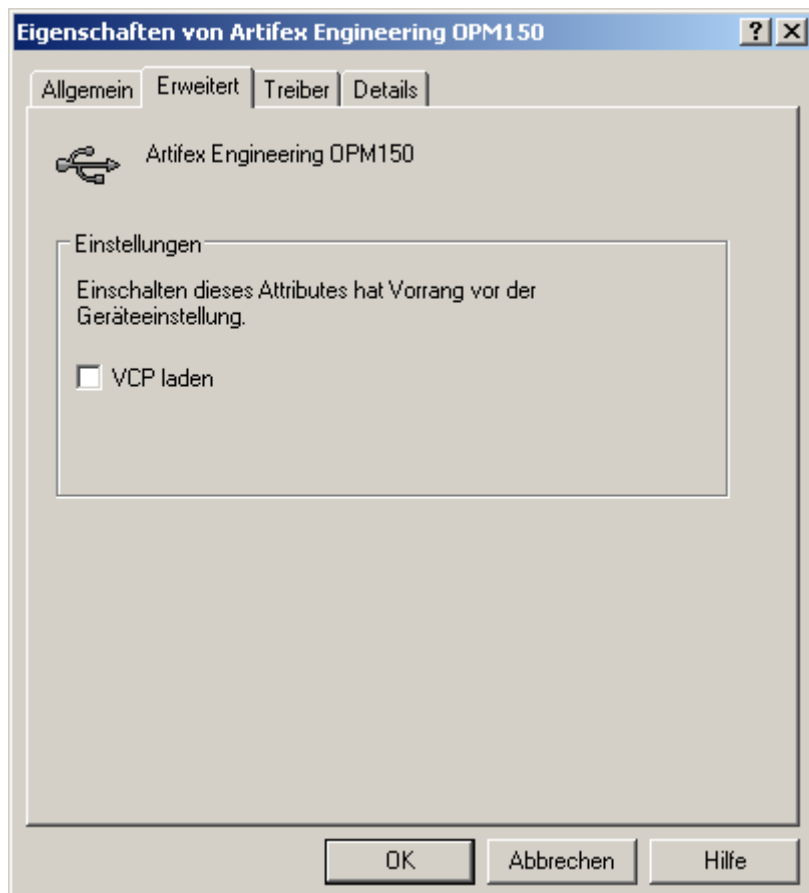 Eigenschaften von Artifex Engineering OPM150
Allgemein Erweitert Treiber Details
Artifex Engineering OPM150
Einstellungen
Einschalten dieses Attributes hat Vorrang vor der
Geräteeinstellung.
VCP laden
OK Abbrechen Hilfe